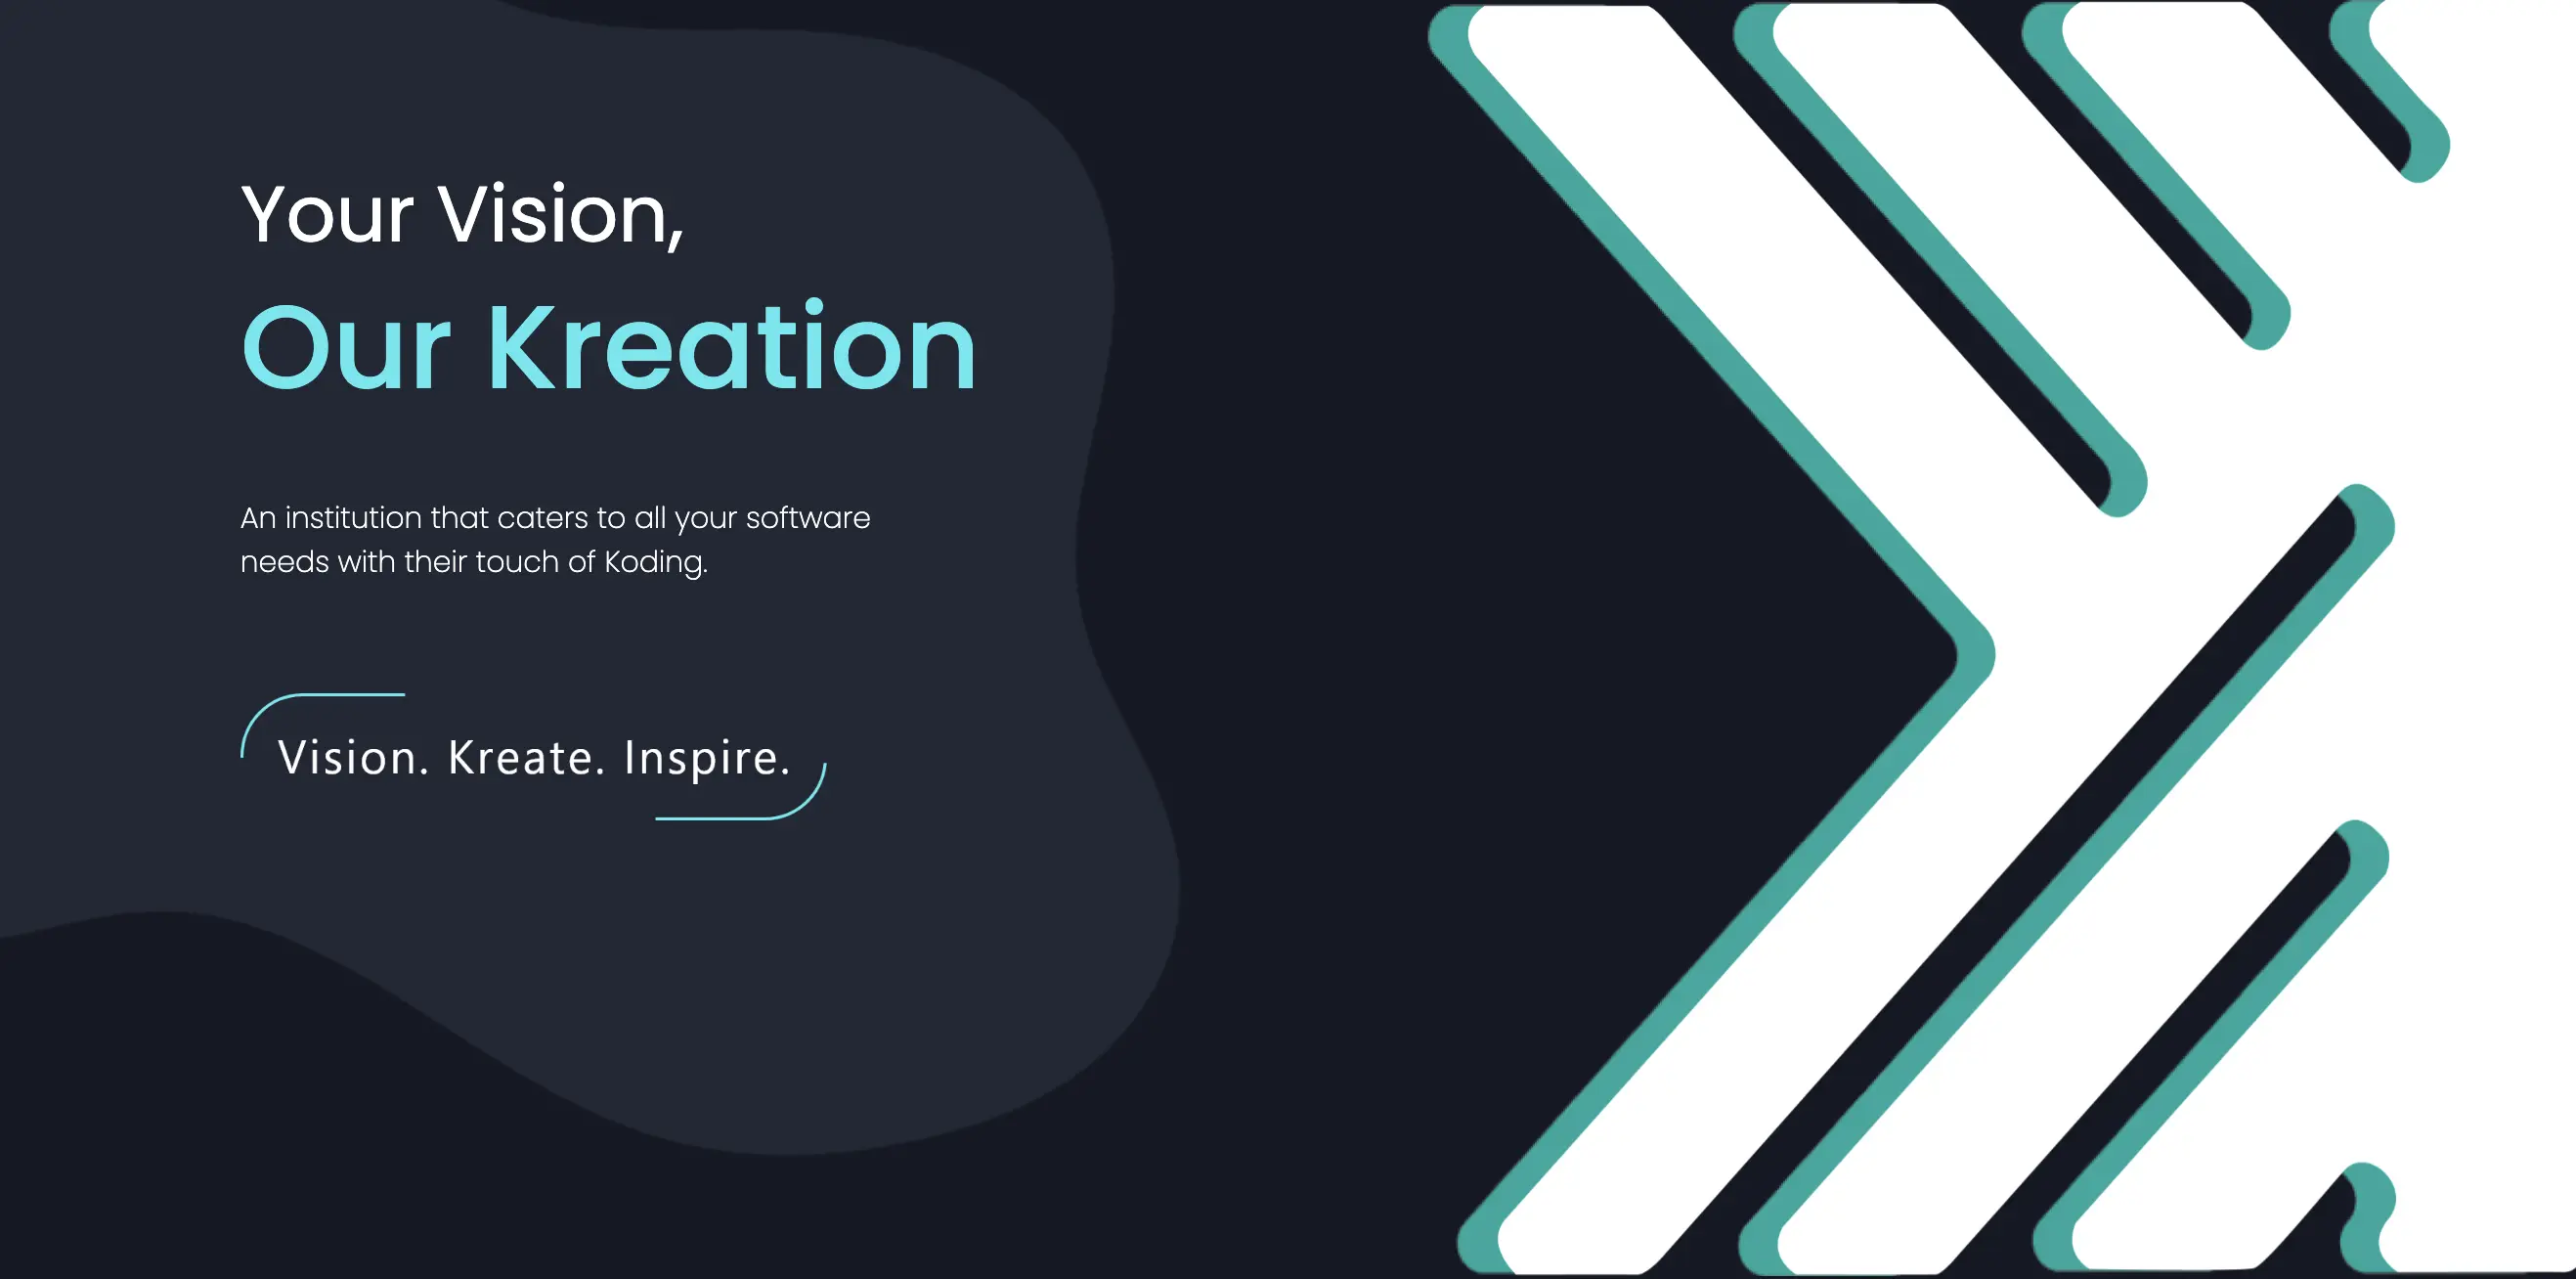 Your Vision,
Our Kreation
An institution that caters to all your software
needs with their touch of Koding.
Vision. Kreate. Inspire.